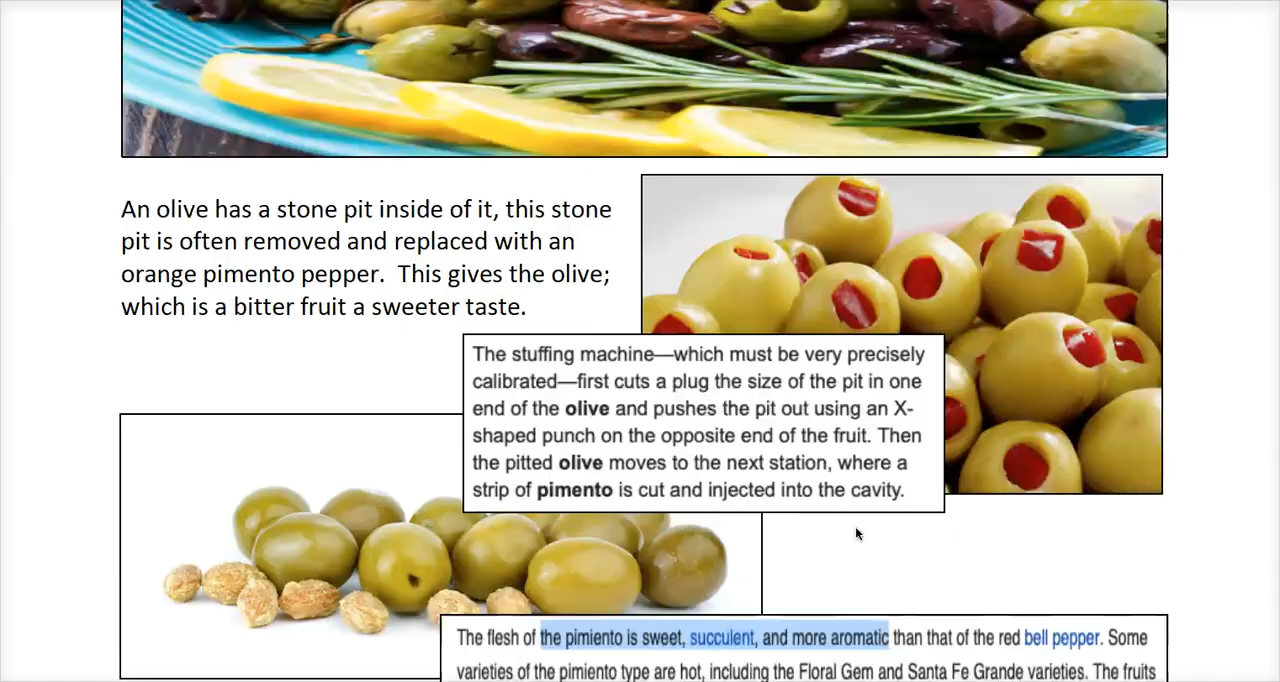 An olive has a stone pit inside of it, this stone
pit is often removed and replaced with an
orange pimento pepper.  This gives the olive;
which is a bitter fruit a sweeter taste.
The stuffing machine—which must be very precisely
calibrated—first cuts a plug the size of the pit in one
end of the olive and pushes the pit out using an X-
shaped punch on the opposite end of the fruit. Then
the pitted olive moves to the next station, where a
strip of pimento is cut and injected into the cavity.
The flesh of the pimiento is sweet, succulent, and more aromatic than that of the red bell pepper. Some
varieties of the pimiento type are hot, including the Floral Gem and Santa Fe Grande varieties. The fruits